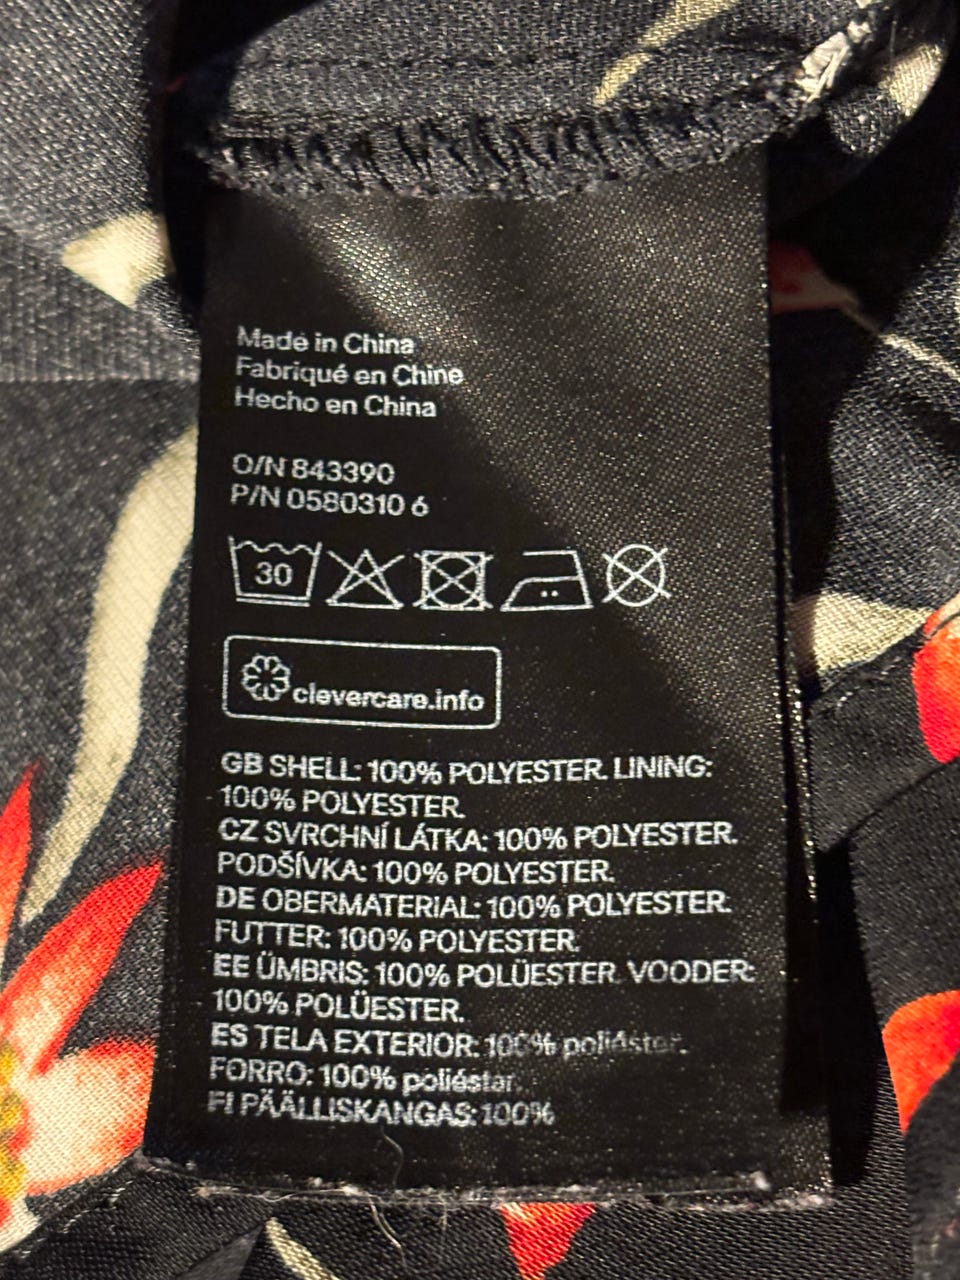 Made in China
Fabriqué en Chine
Hecho en China
O/N 843390
P/N 0580310 6
30
clevercare.info
GB SHELL: 100% POLYESTER. LINING:
100% POLYESTER.
CZ SVRCHNÍ LÁTKA: 100% POLYESTER.
PODŠÍVKA: 100% POLYESTER.
DE OBERMATERIAL: 100% POLYESTER.
FUTTER: 100% POLYESTER.
EE ÜMBRIS: 100% POLÜESTER. VOODER:
100% POLÜESTER.
ES TELA EXTERIOR: 100% poliéster.
FORRO: 100% poliéster.
FI PÄÄLLISKANGAS: 100%